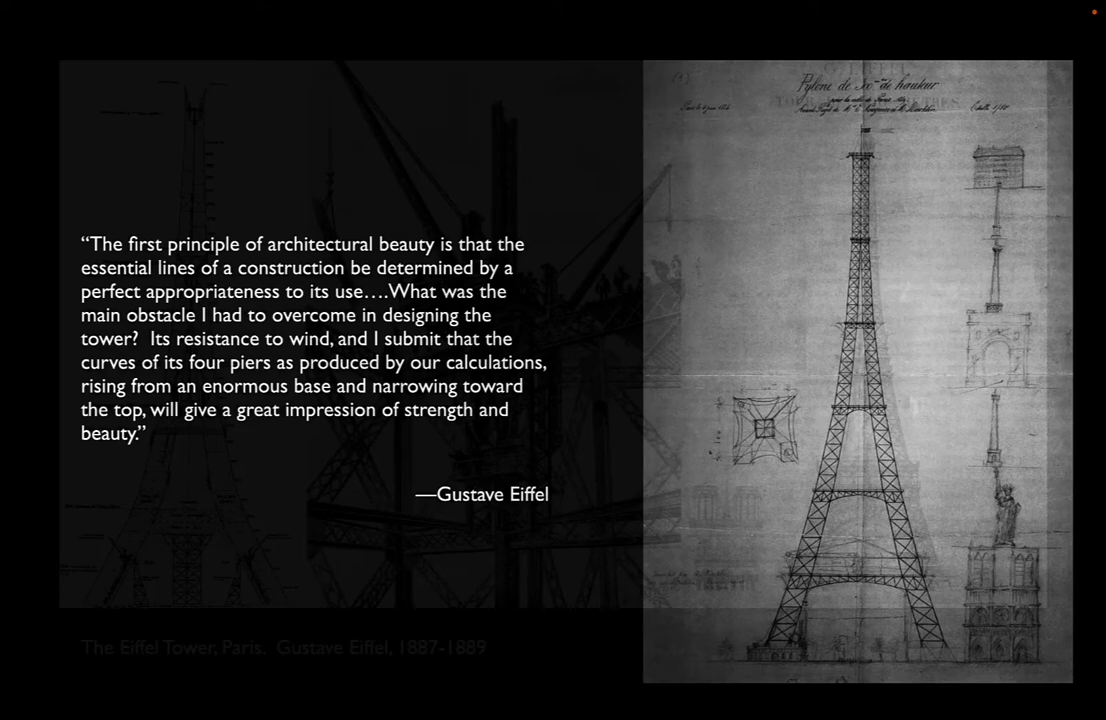 “The first principle of architectural beauty is that the
essential lines of a construction be determined by a
perfect appropriateness to its use….What was the
main obstacle I had to overcome in designing the
tower?  Its resistance to wind, and I submit that the
curves of its four piers as produced by our calculations,
rising from an enormous base and narrowing toward
the top, will give a great impression of strength and
beauty.”
—Gustave Eiffel
The Eiffel Tower, Paris.  Gustave Eiffel, 1887-1889
Pylône de 300m de hauteur